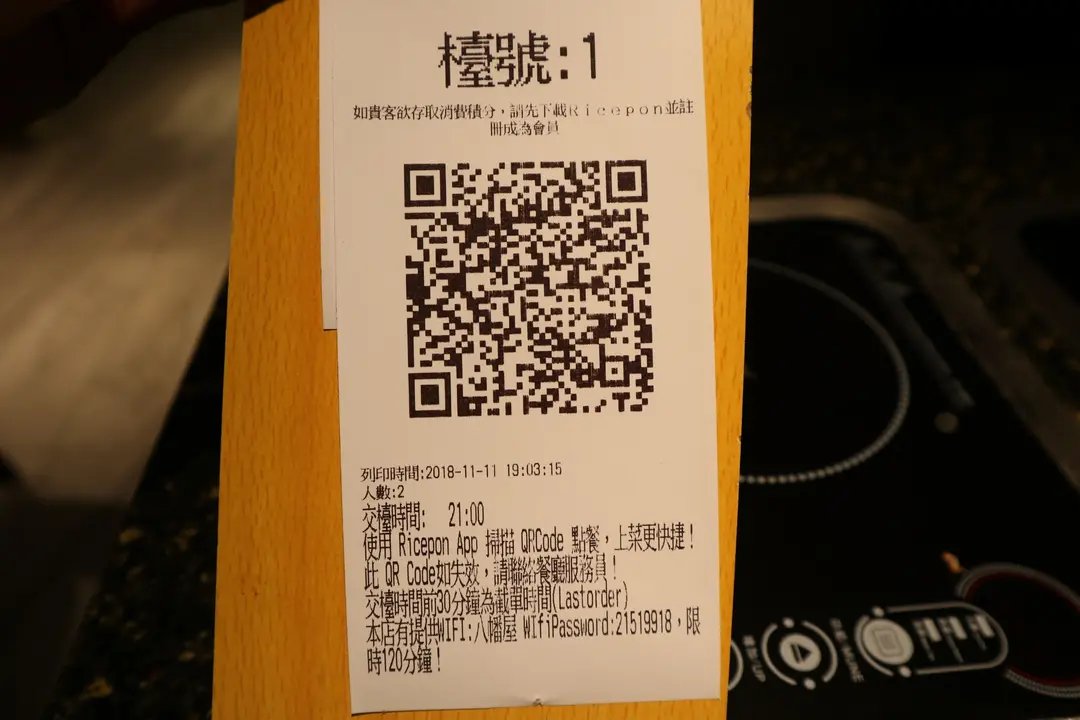 檯號:1
如貴客欲存取消費積分，請先下載Ricepon並註
冊成為會員
列印時間:2018-11-11 19:03:15
人數:2
交檯時間: 21:00
使用 Ricepon App 掃描 QRCode 點餐，上菜更快捷！
此 QR Code如失效，請聯絡餐廳服務員！
交檯時間前30分鐘為截單時間(Lastorder)
本店有提供WIFI:八幡屋 WIfiPassword:21519918，限
時120分鐘！